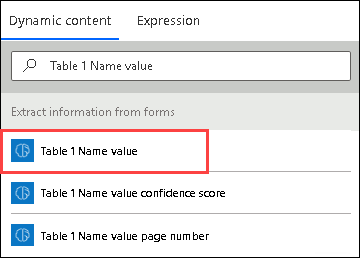 Dynamic content Expression
Table 1 Name value
Extract information from forms
Table 1 Name value
Table 1 Name value confidence score
Table 1 Name value page number